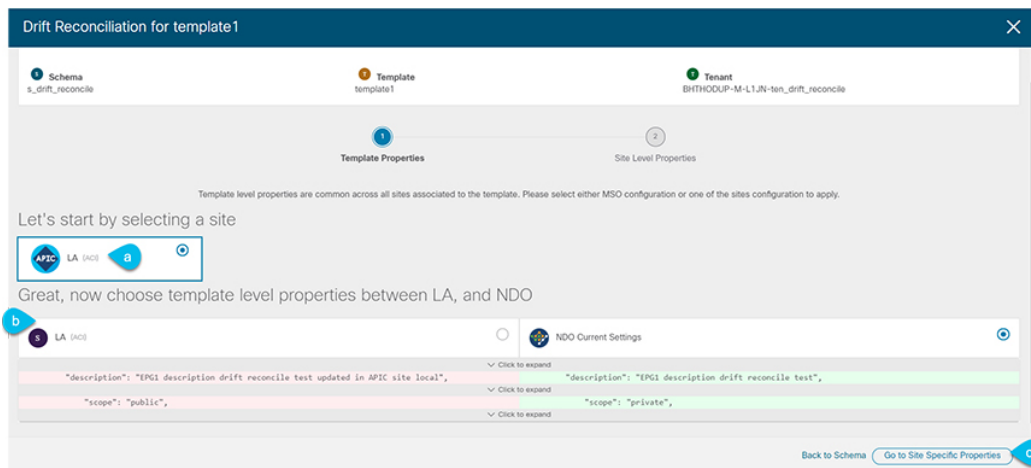 Drift Reconciliation for template1
S Schema
s_drift_reconcile
T Template
template1
T Tenant
BHTHODUP-M-L1JN-ten_drift_reconcile
1
Template Properties
2
Site Level Properties
Template level properties are common across all sites associated to the template. Please select either MSO configuration or one of the sites configuration to apply.
Let's start by selecting a site
APIC LA (ACI) a
Great, now choose template level properties between LA, and NDO
b
S LA (ACI)
NDO Current Settings
Click to expand
"description": "EPG1 description drift reconcile test updated in APIC site local", "description": "EPG1 description drift reconcile test",
Click to expand
"scope": "public", "scope": "private",
Click to expand
Back to Schema Go to Site Specific Properties